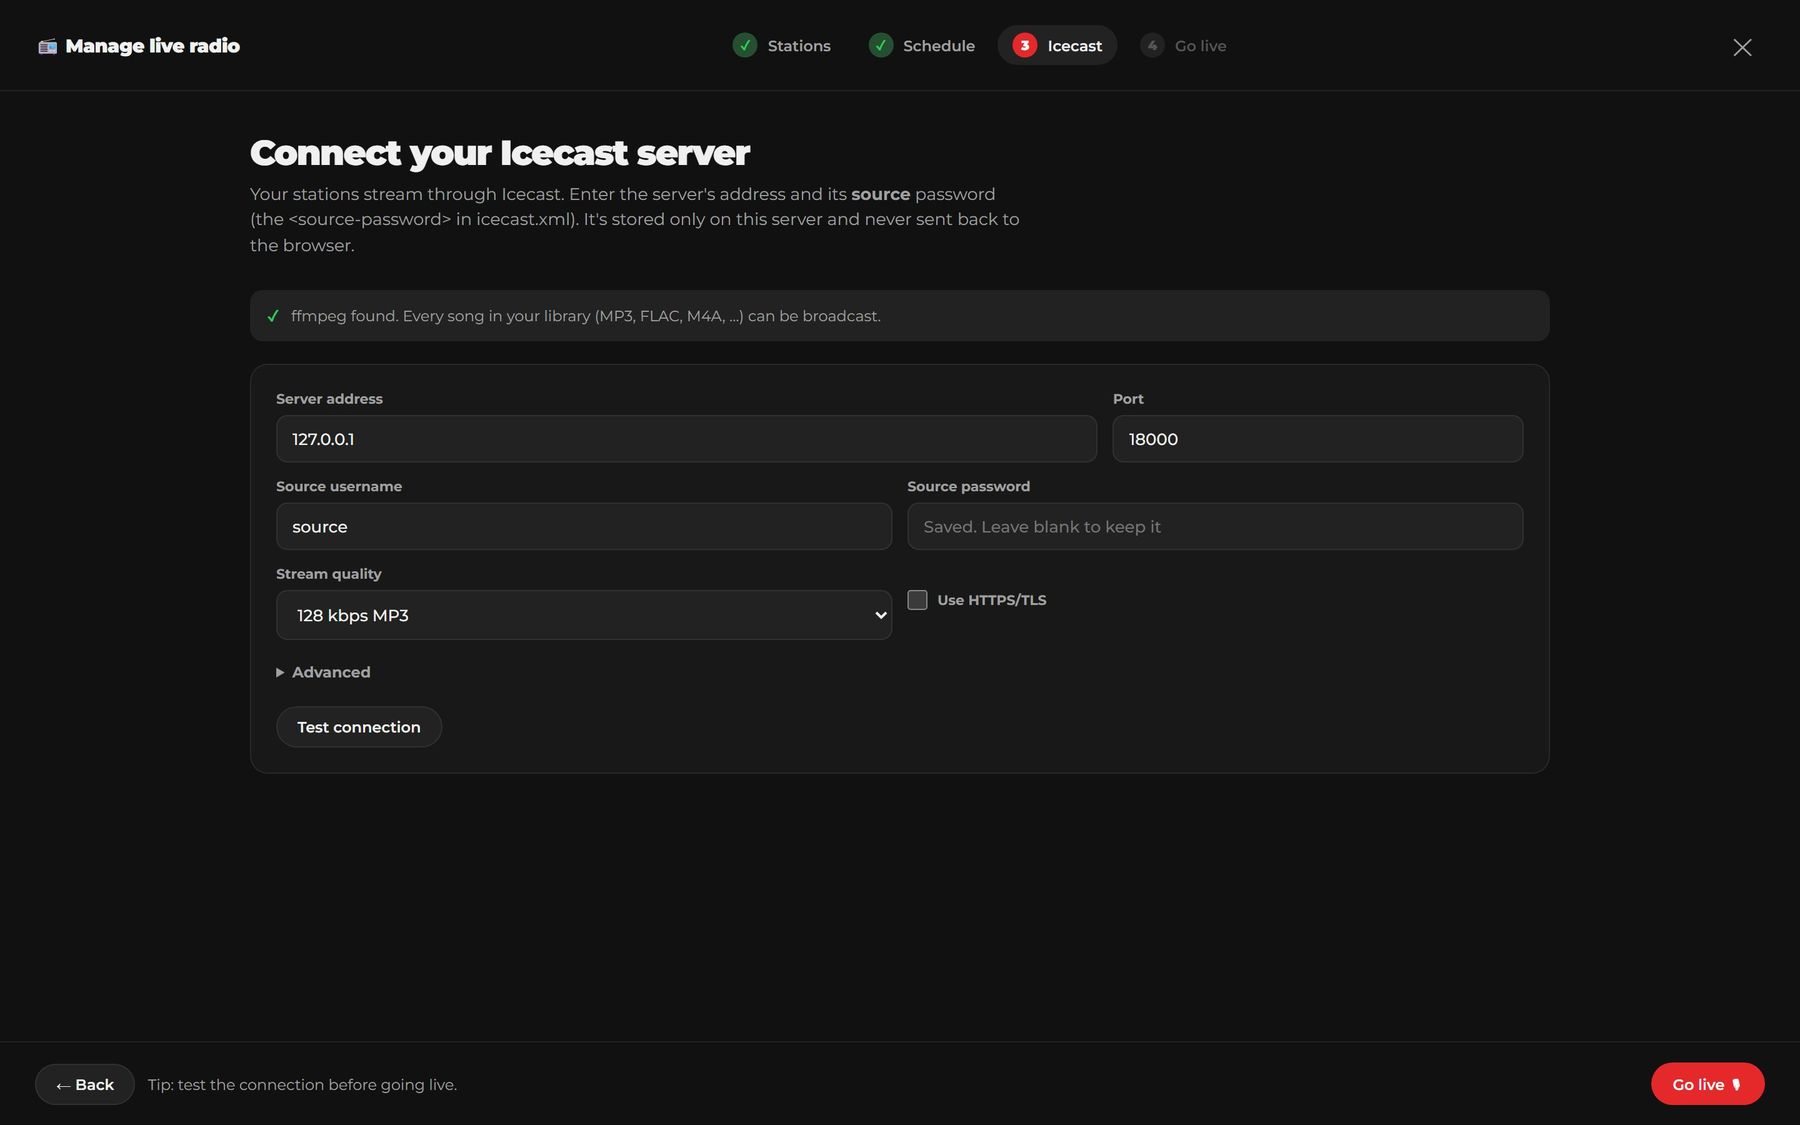 Manage live radio
✓ Stations
✓ Schedule
3 Icecast
4 Go live
Connect your Icecast server
Your stations stream through Icecast. Enter the server's address and its source password
(the <source-password> in icecast.xml). It's stored only on this server and never sent back to
the browser.
✓ ffmpeg found. Every song in your library (MP3, FLAC, M4A, ...) can be broadcast.
Server address
Port
127.0.0.1
18000
Source username
Source password
source
Saved. Leave blank to keep it
Stream quality
128 kbps MP3
Use HTTPS/TLS
Advanced
Test connection
← Back
Tip: test the connection before going live.
Go live